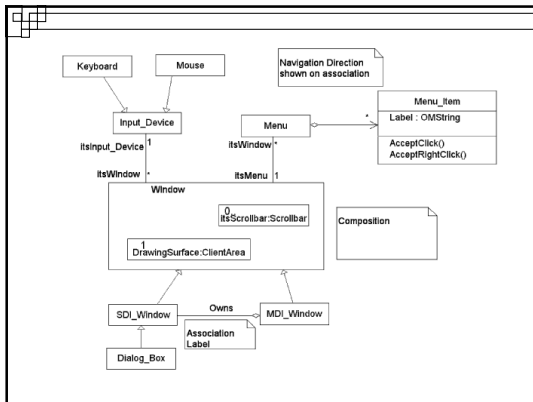 Keyboard
Mouse
Navigation Direction
shown on association
Menu_Item
Label : OMString
AcceptClick()
AcceptRightClick()
Input_Device
Menu
*
itsInput_Device
1
itsWindow
*
itsWindow
*
itsMenu
1
Window
0..
itsScrollbar:Scrollbar
1
DrawingSurface:ClientArea
Composition
SDI_Window
Owns
MDI_Window
Association
Label
Dialog_Box